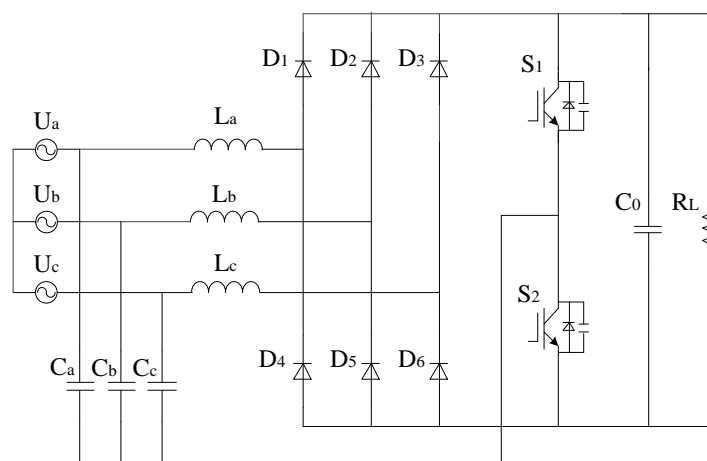 D1 D2 D3
S1
Ua La
Ub Lb
C0 RL
Uc Lc
S2
D4 D5 D6
Ca Cb Cc